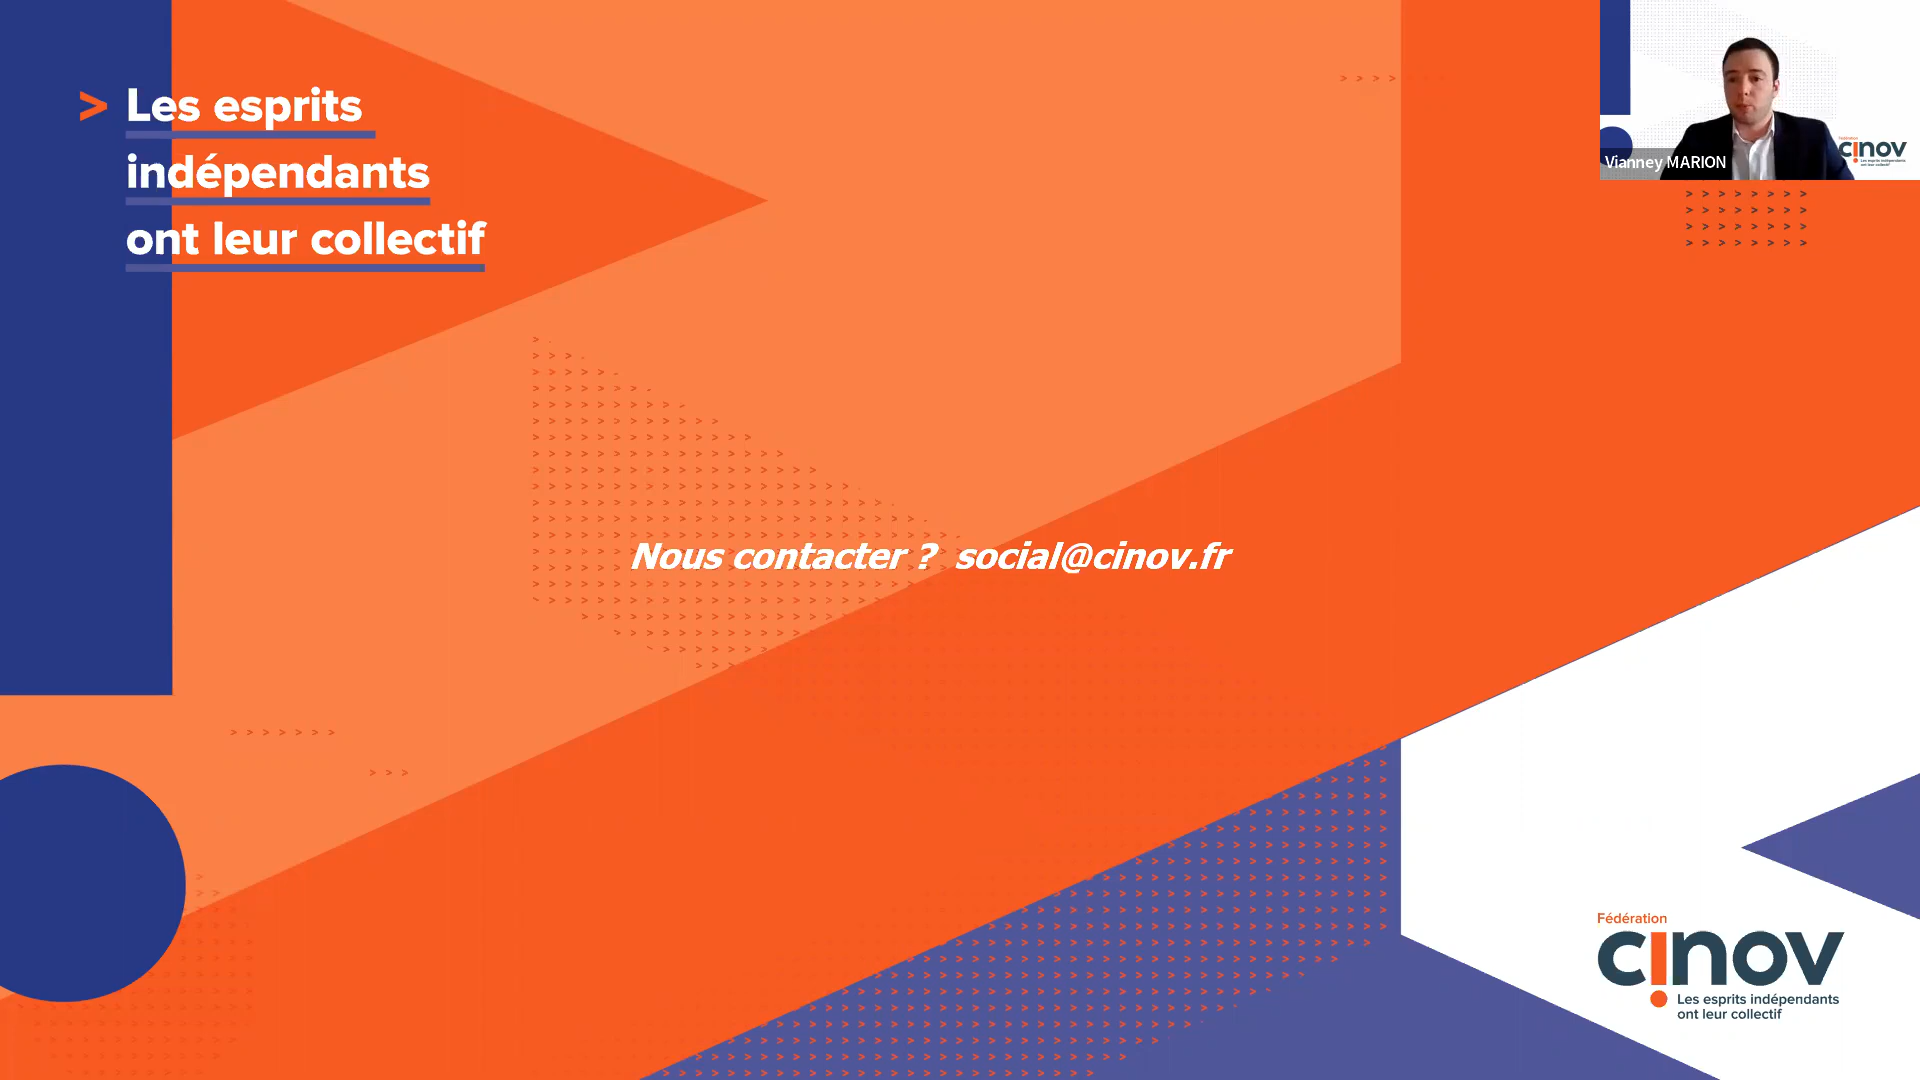 > Les esprits
indépendants
ont leur collectif
Vianney MARION
cinov
Nous contacter ? social@cinov.fr
Fédération
cinov
Les esprits indépendants
ont leur collectif